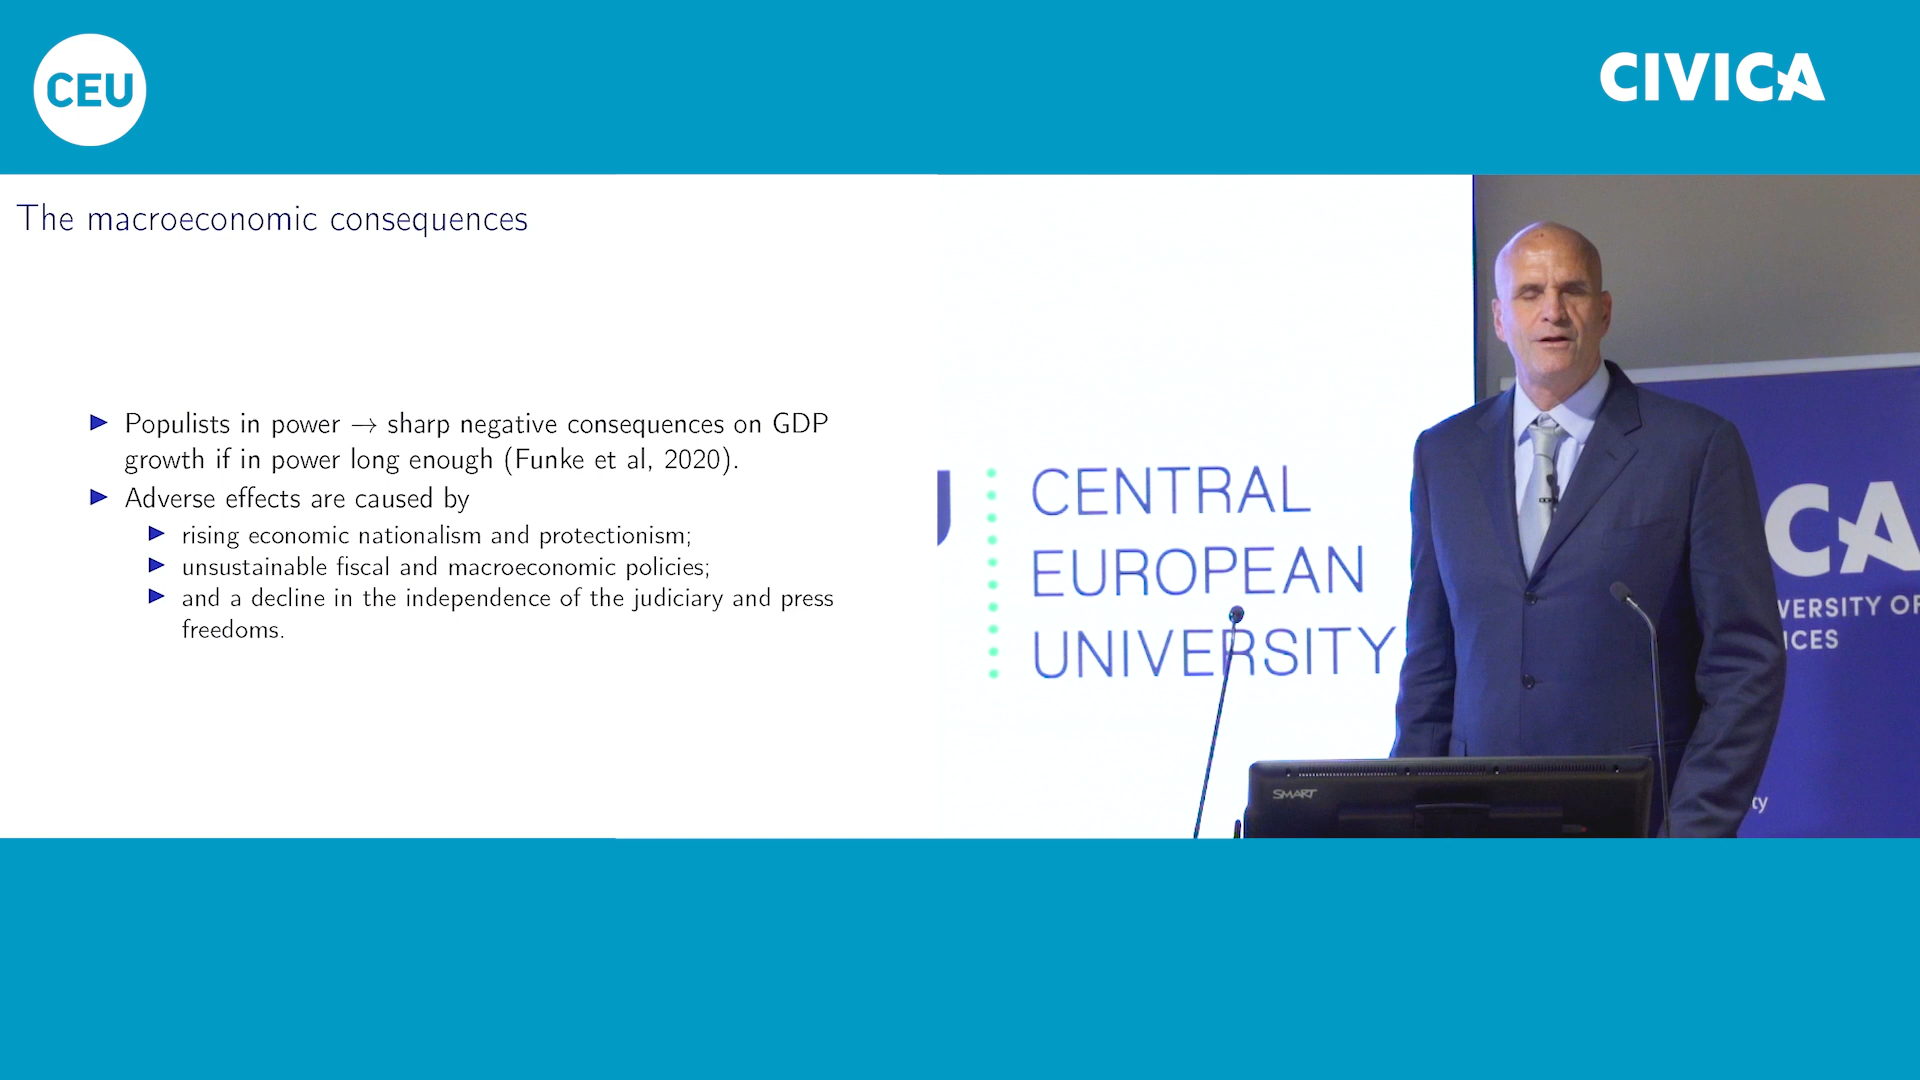 CEU
CIVICA
The macroeconomic consequences
Populists in power → sharp negative consequences on GDP
growth if in power long enough (Funke et al, 2020).
Adverse effects are caused by
rising economic nationalism and protectionism;
unsustainable fiscal and macroeconomic policies;
and a decline in the independence of the judiciary and press
freedoms.
CENTRAL
EUROPEAN
UNIVERSITY
CA
VERSITY OF
NCES
ty
SMART